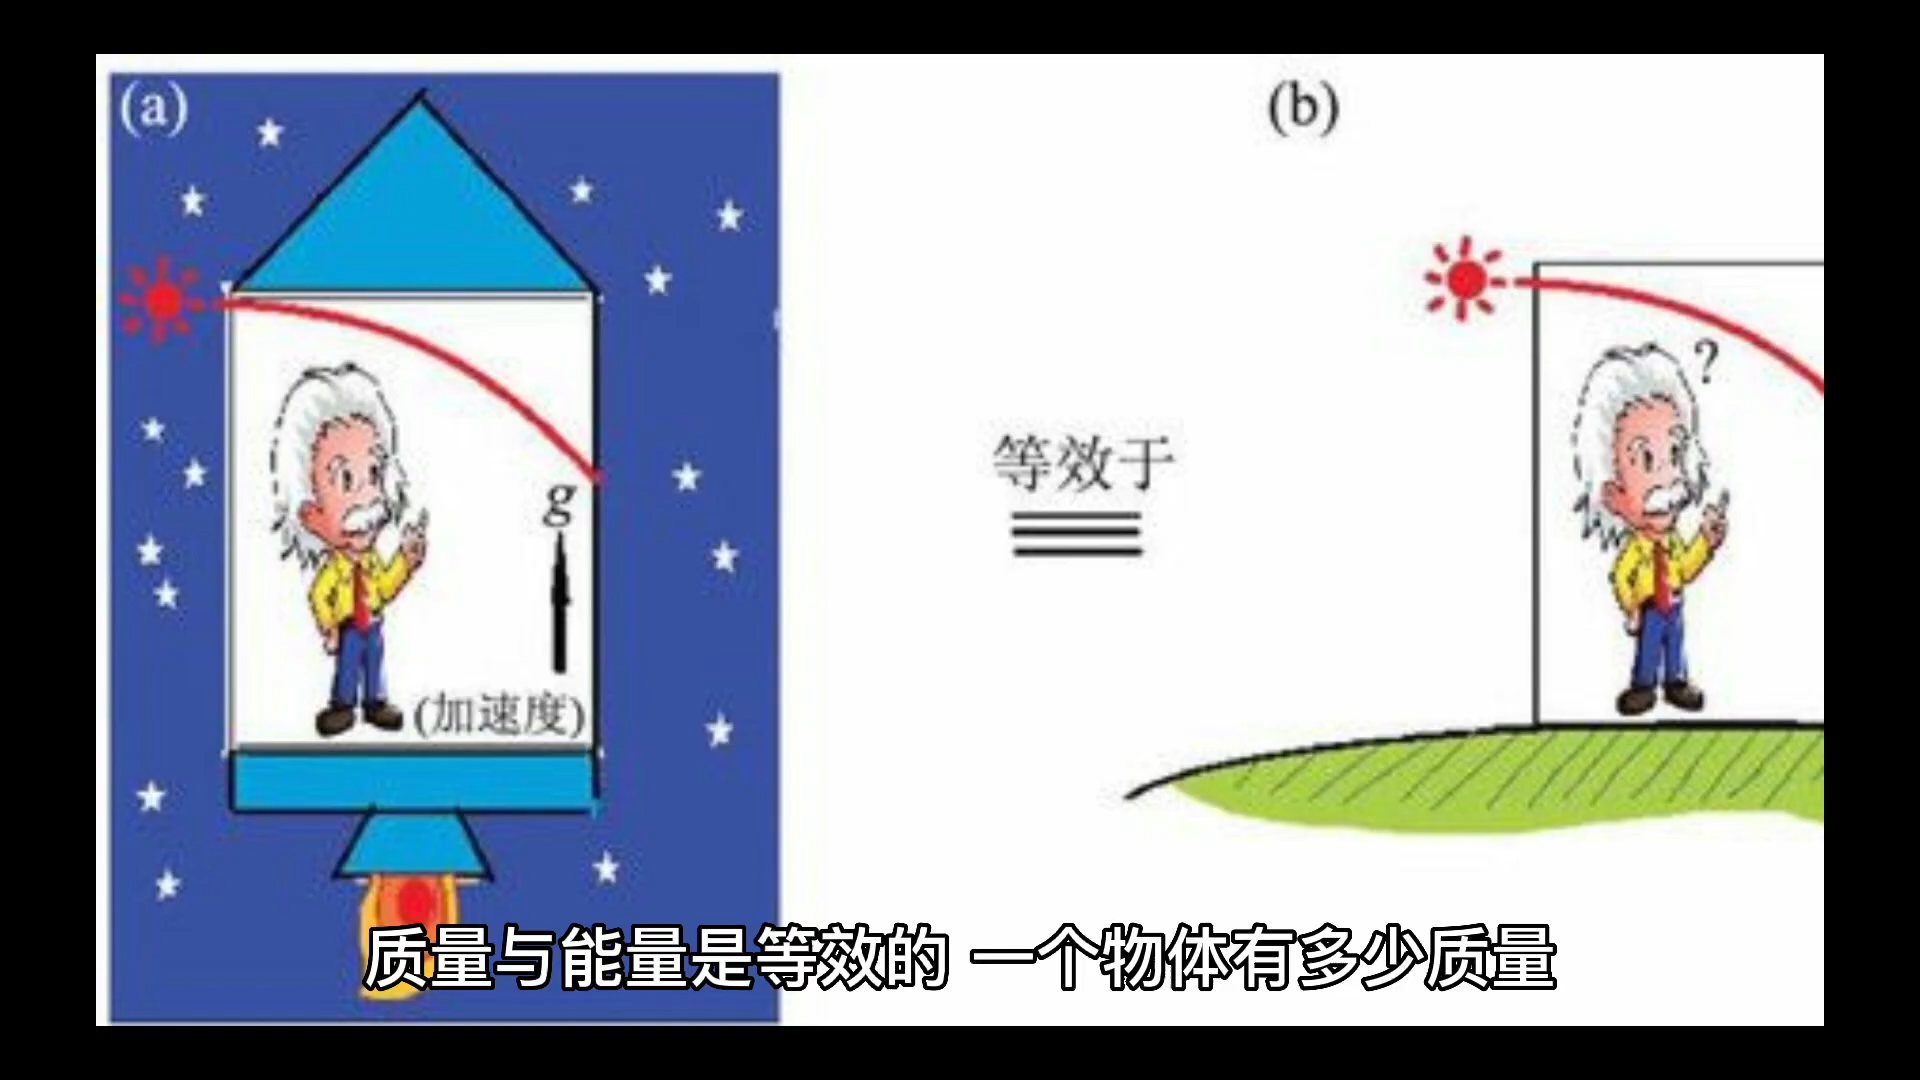 (a)
(b)
?
等效于
g
(加速度)
质量与能量是等效的 一个物体有多少质量